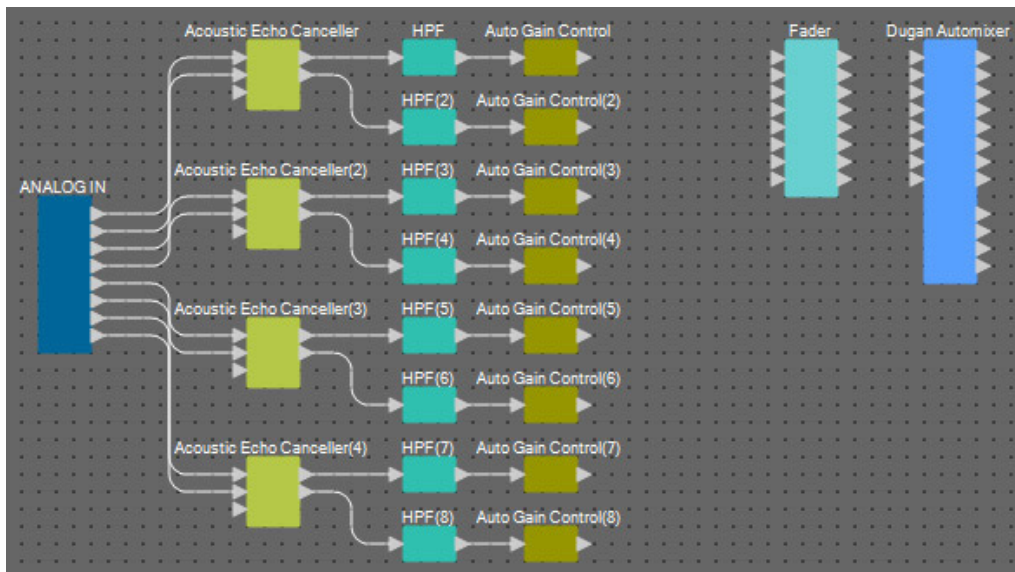 Acoustic Echo Canceller HPF Auto Gain Control Fader Dugan Automixer
HPF(2) Auto Gain Control(2)
Acoustic Echo Canceller(2) HPF(3) Auto Gain Control(3)
ANALOG IN
HPF(4) Auto Gain Control(4)
Acoustic Echo Canceller(3) HPF(5) Auto Gain Control(5)
HPF(6) Auto Gain Control(6)
Acoustic Echo Canceller(4) HPF(7) Auto Gain Control(7)
HPF(8) Auto Gain Control(8)